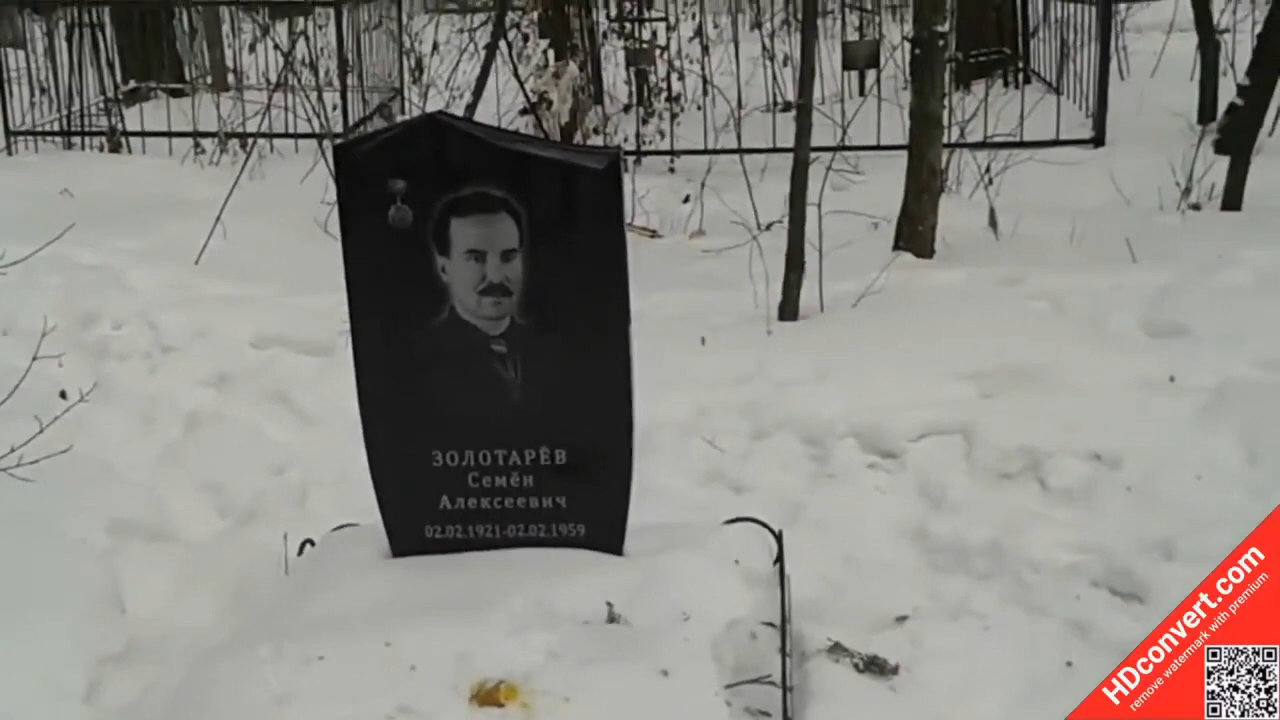 ЗОЛОТАРЁВ
Семён
Алексеевич
02.02.1921-02.02.1959
HDconvert.com
remove watermark with premium